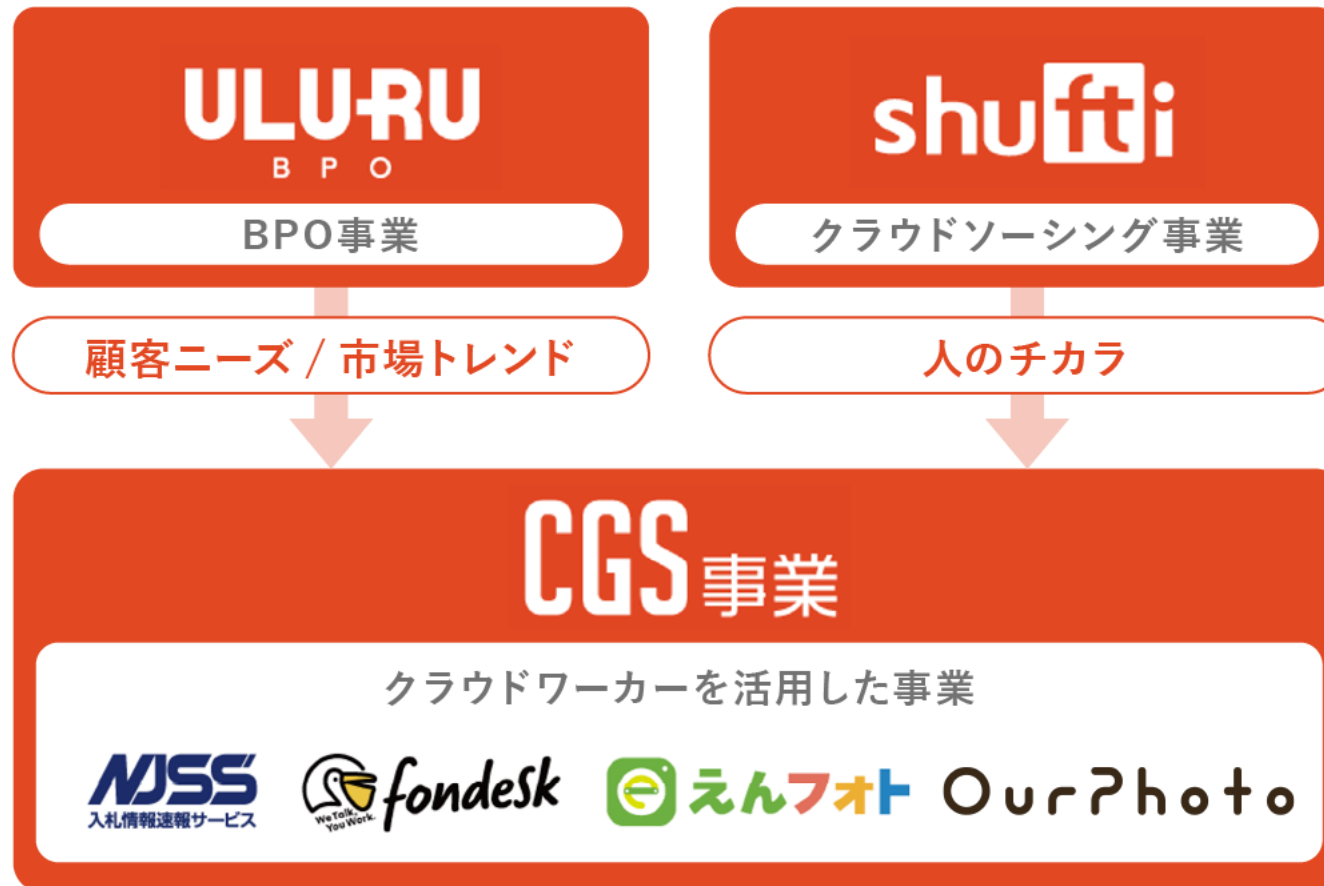 ULURU
BPO
BPO事業
shufti
クラウドソーシング事業
顧客ニーズ / 市場トレンド
人のチカラ
CGS事業
クラウドワーカーを活用した事業
NJSS
入札情報速報サービス
We Talk,
You Work.
fondesk
e えんフォト
OurPhoto